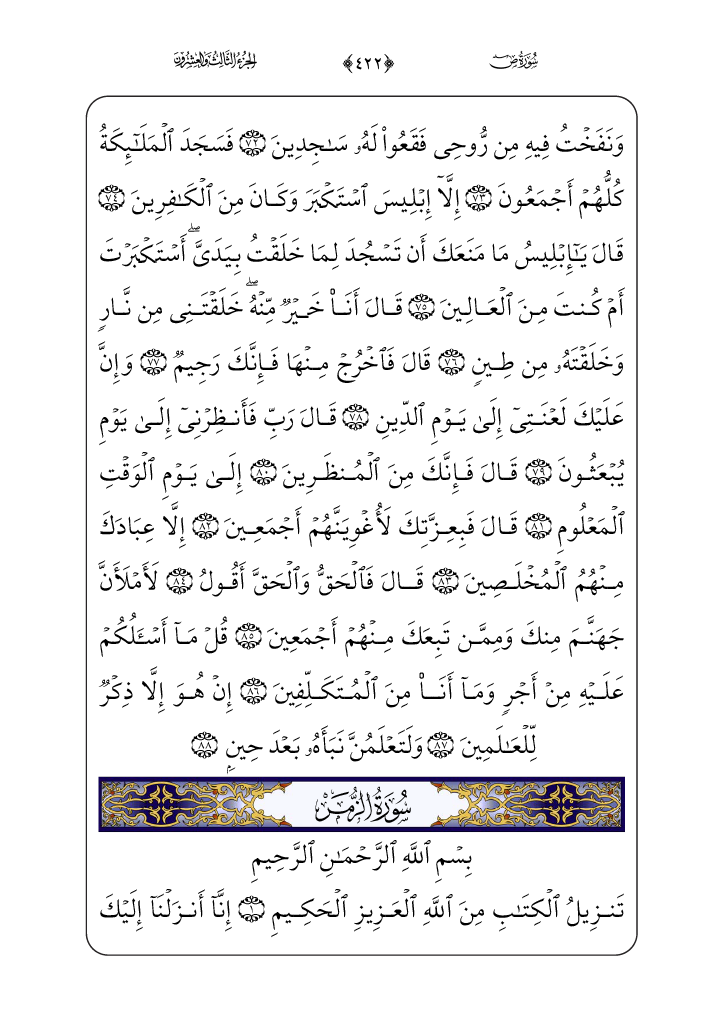 سُورَةُ صٓ ﴿٤٢٢﴾ الجُزءُ الثَّالِثُ وَالعِشرُونَ
وَنَفَخۡتُ فِيهِ مِن رُّوحِى فَقَعُواْ لَهُۥ سَـٰجِدِينَ ٧٢ فَسَجَدَ ٱلۡمَلَـٰٓئِكَةُ
كُلُّهُمۡ أَجۡمَعُونَ ٧٣ إِلَّآ إِبۡلِيسَ ٱسۡتَكۡبَرَ وَكَانَ مِنَ ٱلۡكَـٰفِرِينَ ٧٤
قَالَ يَـٰٓإِبۡلِيسُ مَا مَنَعَكَ أَن تَسۡجُدَ لِمَا خَلَقۡتُ بِيَدَىَّۖ أَسۡتَكۡبَرۡتَ
أَمۡ كُنتَ مِنَ ٱلۡعَالِينَ ٧٥ قَالَ أَنَا۠ خَيۡرٌ مِّنۡهُۖ خَلَقۡتَنِى مِن نَّارٍ
وَخَلَقۡتَهُۥ مِن طِينٍ ٧٦ قَالَ فَٱخۡرُجۡ مِنۡهَا فَإِنَّكَ رَجِيمٌ ٧٧ وَإِنَّ
عَلَيۡكَ لَعۡنَتِىٓ إِلَىٰ يَوۡمِ ٱلدِّينِ ٧٨ قَالَ رَبِّ فَأَنظِرۡنِىٓ إِلَىٰ يَوۡمِ
يُبۡعَثُونَ ٧٩ قَالَ فَإِنَّكَ مِنَ ٱلۡمُنظَرِينَ ٨٠ إِلَىٰ يَوۡمِ ٱلۡوَقۡتِ
ٱلۡمَعۡلُومِ ٨١ قَالَ فَبِعِزَّتِكَ لَأُغۡوِيَنَّهُمۡ أَجۡمَعِينَ ٨٢ إِلَّا عِبَادَكَ
مِنۡهُمُ ٱلۡمُخۡلَصِينَ ٨٣ قَالَ فَٱلۡحَقُّ وَٱلۡحَقَّ أَقُولُ ٨٤ لَأَمۡلَأَنَّ
جَهَنَّمَ مِنكَ وَمِمَّن تَبِعَكَ مِنۡهُمۡ أَجۡمَعِينَ ٨٥ قُلۡ مَآ أَسۡـَٔلُكُمۡ
عَلَيۡهِ مِنۡ أَجۡرٍ وَمَآ أَنَا۠ مِنَ ٱلۡمُتَكَلِّفِينَ ٨٦ إِنۡ هُوَ إِلَّا ذِكۡرٌ
لِّلۡعَـٰلَمِينَ ٨٧ وَلَتَعۡلَمُنَّ نَبَأَهُۥ بَعۡدَ حِينِۭ ٨٨
سُورَةُ الزُّمَرِ
بِسۡمِ ٱللَّهِ ٱلرَّحۡمَـٰنِ ٱلرَّحِيمِ
تَنزِيلُ ٱلۡكِتَـٰبِ مِنَ ٱللَّهِ ٱلۡعَزِيزِ ٱلۡحَكِيمِ ١ إِنَّآ أَنزَلۡنَآ إِلَيۡكَ